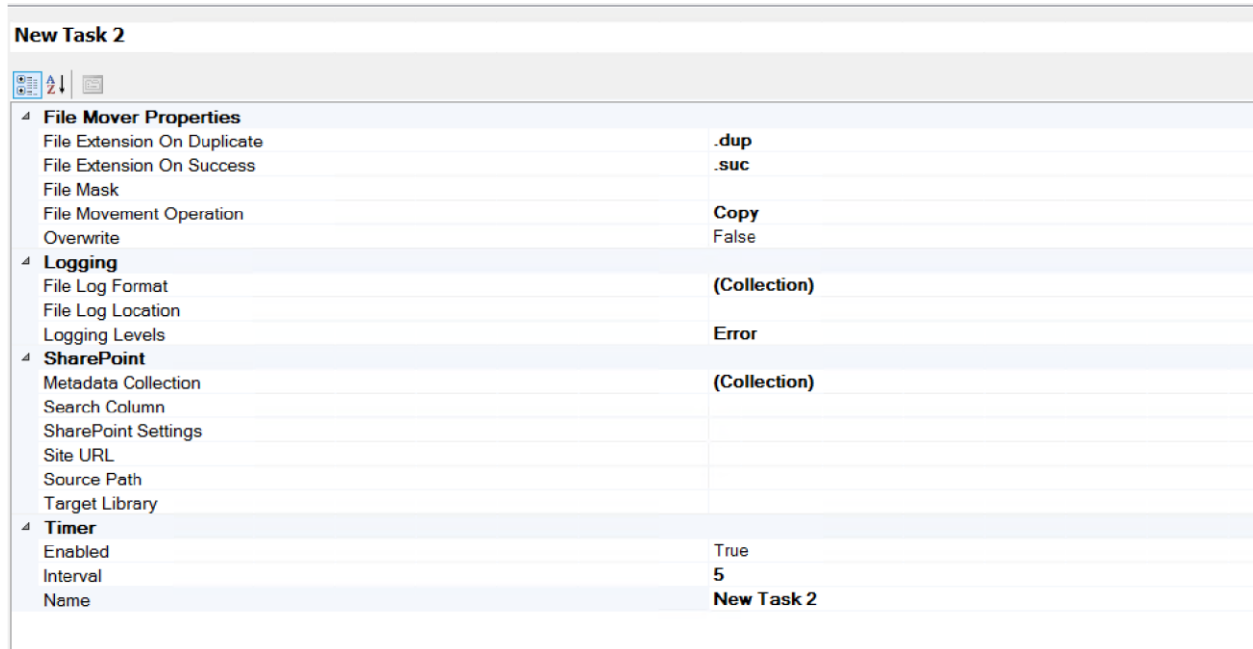 New Task 2
File Mover Properties
File Extension On Duplicate .dup
File Extension On Success .suc
File Mask
File Movement Operation Copy
Overwrite False
Logging
File Log Format (Collection)
File Log Location
Logging Levels Error
SharePoint
Metadata Collection (Collection)
Search Column
SharePoint Settings
Site URL
Source Path
Target Library
Timer
Enabled True
Interval 5
Name New Task 2